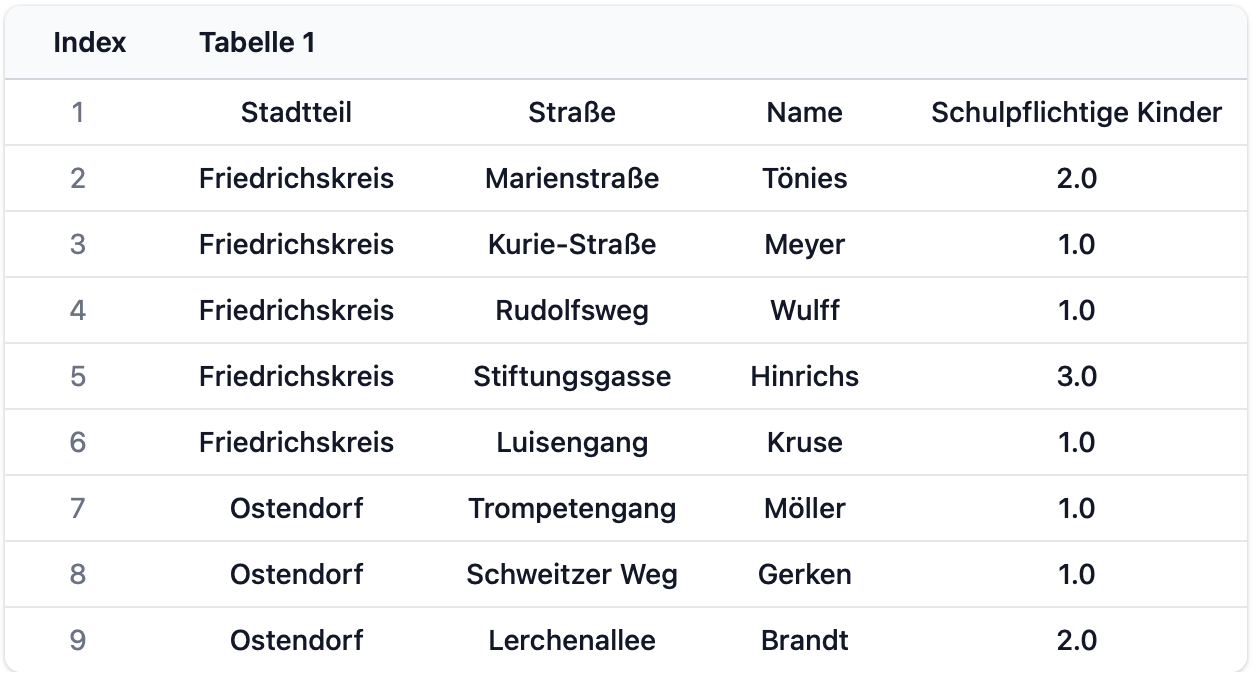 Index Tabelle 1
1 Stadtteil Straße Name Schulpflichtige Kinder
2 Friedrichskreis Marienstraße Tönies 2.0
3 Friedrichskreis Kurie-Straße Meyer 1.0
4 Friedrichskreis Rudolfsweg Wulff 1.0
5 Friedrichskreis Stiftungsgasse Hinrichs 3.0
6 Friedrichskreis Luisengang Kruse 1.0
7 Ostendorf Trompetengang Möller 1.0
8 Ostendorf Schweitzer Weg Gerken 1.0
9 Ostendorf Lerchenallee Brandt 2.0